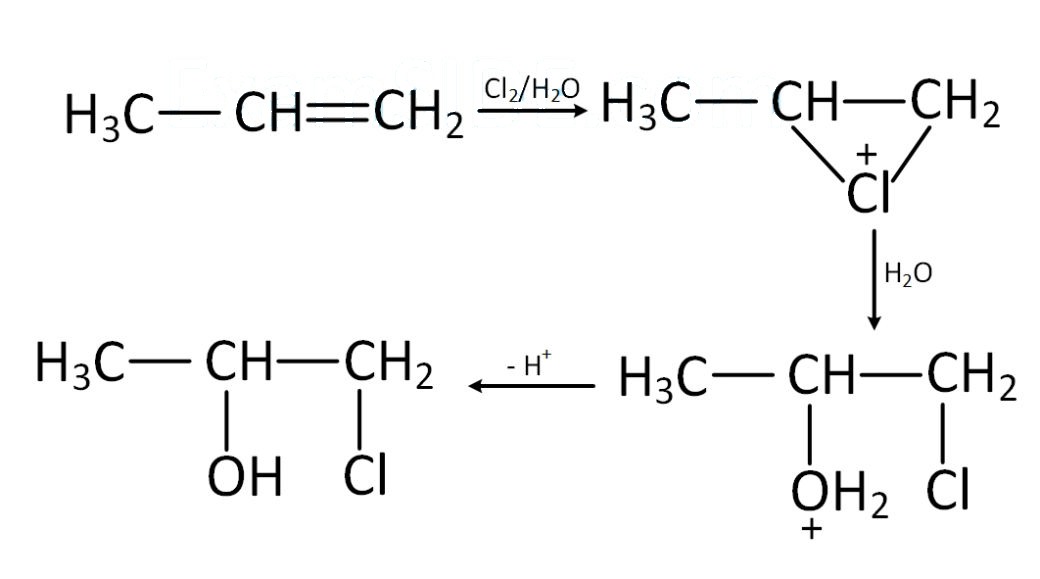 H₃C—CH=CH₂ Cl₂/H₂O H₃C—CH—CH₂
+
Cl
H₂O
H₃C—CH—CH₂ - H⁺ H₃C—CH—CH₂
OH Cl OH₂ Cl
+